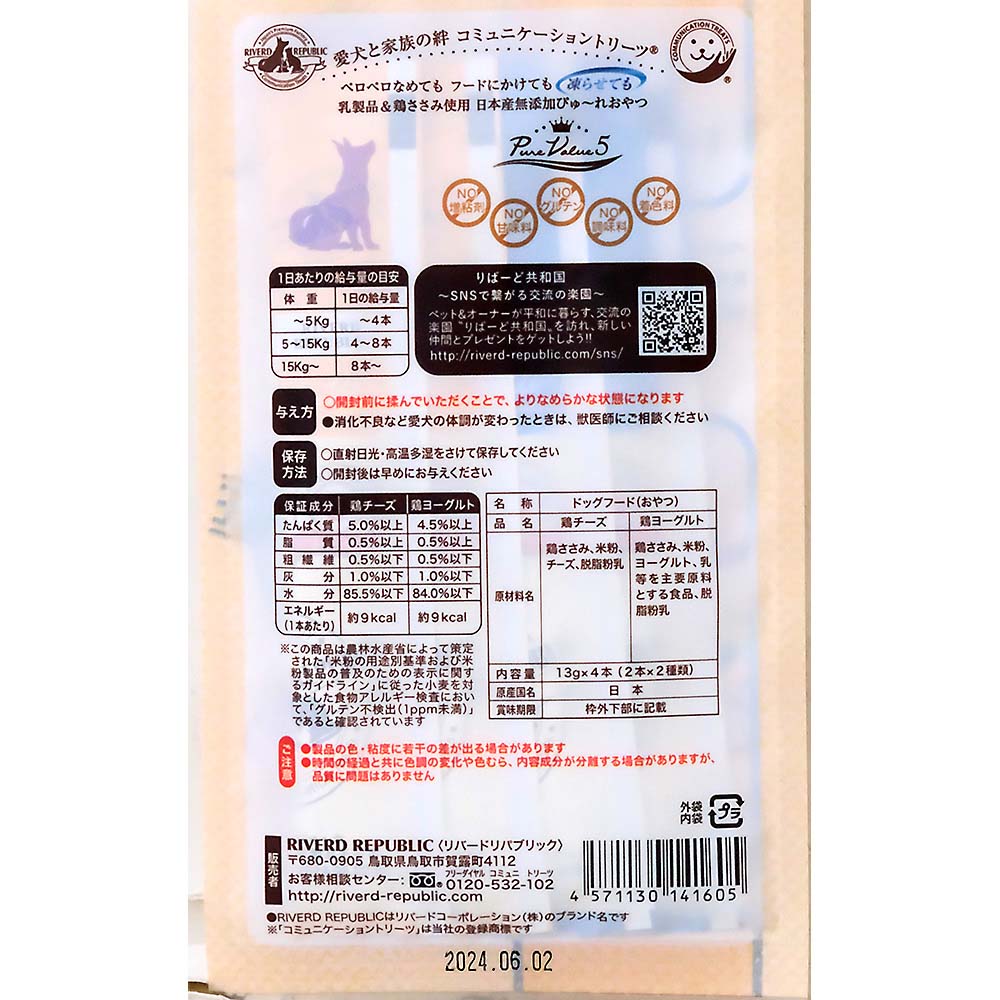 RIVERD REPUBLIC
Communication Treats
愛犬と家族の絆 コミュニケーショントリーツ®
COMMUNICATION TREATS
®
ペロペロなめても フードにかけても 凍らせても
乳製品&鶏ささみ使用 日本産無添加ぴゅ〜れおやつ
Pure Value 5
NO 増粘剤
NO 甘味料
NO グルテン
NO 調味料
NO 着色料
1日あたりの給与量の目安
体 重 1日の給与量
〜5Kg 〜4本
5〜15Kg 4〜8本
15Kg〜 8本〜
りばーど共和国
〜SNSで繋がる交流の楽園〜
ペット&オーナーが平和に暮らす、交流の
楽園〝りばーど共和国〟を訪れ、新しい
仲間とプレゼントをゲットしよう!!
http://riverd-republic.com/sns/
与え方
○開封前に揉んでいただくことで、よりなめらかな状態になります
●消化不良など愛犬の体調が変わったときは、獣医師にご相談ください
保存方法
○直射日光・高温多湿をさけて保存してください
○開封後は早めにお与えください
保証成分 鶏チーズ 鶏ヨーグルト
たんぱく質 5.0%以上 4.5%以上
脂 質 0.5%以上 0.5%以上
粗繊維 0.5%以下 0.5%以下
灰 分 1.0%以下 1.0%以下
水 分 85.5%以下 84.0%以下
エネルギー(1本あたり) 約9kcal 約9kcal
名 称 ドッグフード(おやつ)
品 名 鶏チーズ 鶏ヨーグルト
原材料名
鶏ささみ、米粉、
チーズ、脱脂粉乳
鶏ささみ、米粉、
ヨーグルト、乳
等を主要原料
とする食品、脱
脂粉乳
内容量 13g×4本(2本×2種類)
原産国名 日 本
賞味期限 枠外下部に記載
※この商品は農林水産省によって策定
された「米粉の用途別基準および米
粉製品の普及のための表示に関す
るガイドライン」に従った小麦を対
象とした食物アレルギー検査におい
て、「グルテン不検出(1ppm未満)」
であると確認されています
ご注意
●製品の色・粘度に若干の差が出る場合があります
●時間の経過と共に色調の変化や色むら、内容成分が分離する場合がありますが、
品質に問題はありません
外袋
内袋
プラ
販売者
RIVERD REPUBLIC〈リバードリパブリック〉
〒680-0905 鳥取県鳥取市賀露町4112
フリーダイヤル コミュニ トリーツ
お客様相談センター: 0120-532-102
http://riverd-republic.com
4 571130 141605
●RIVERD REPUBLICはリバードコーポレーション(株)のブランド名です
※「コミュニケーショントリーツ」は当社の登録商標です
2024.06.02